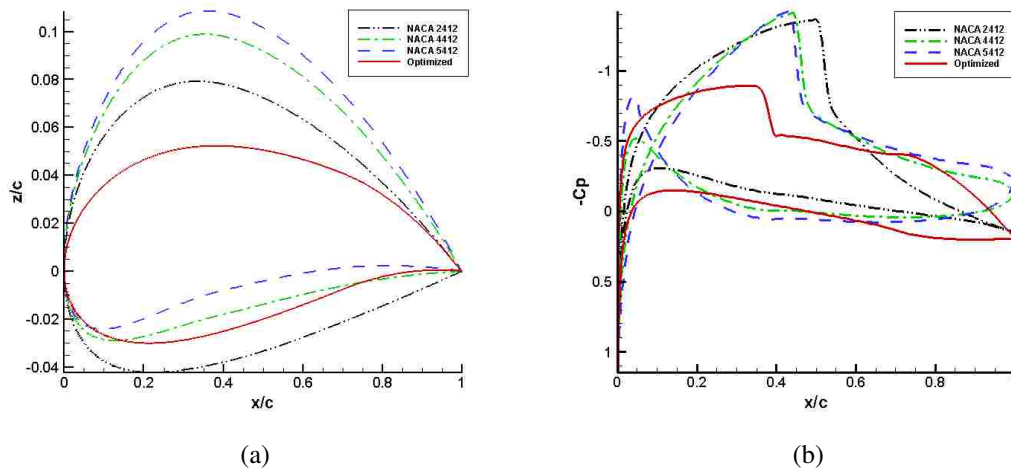 NACA 2412
NACA 4412
NACA 5412
Optimized
z/c
0.1
0.08
0.06
0.04
0.02
0
-0.02
-0.04
0
0.2
0.4
0.6
0.8
1
x/c
(a)
NACA 2412
NACA 4412
NACA 5412
Optimized
-Cp
-1
-0.5
0
0.5
1
0
0.2
0.4
0.6
0.8
x/c
(b)